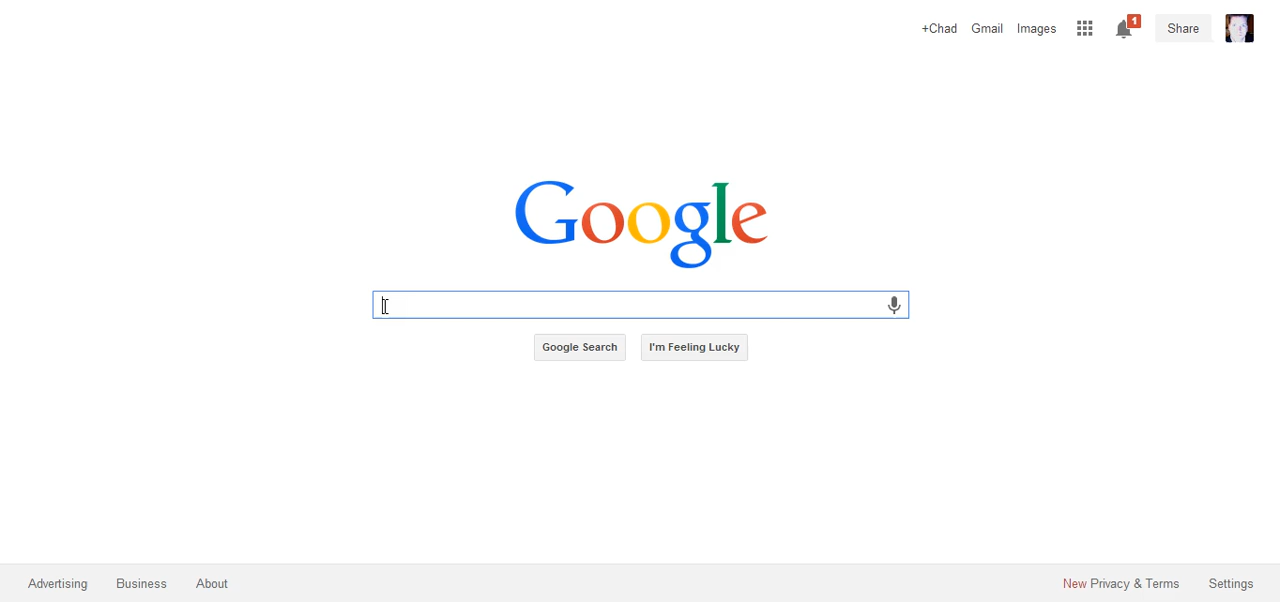 +Chad Gmail Images 1 Share
Google
Google Search I'm Feeling Lucky
Advertising Business About New Privacy & Terms Settings